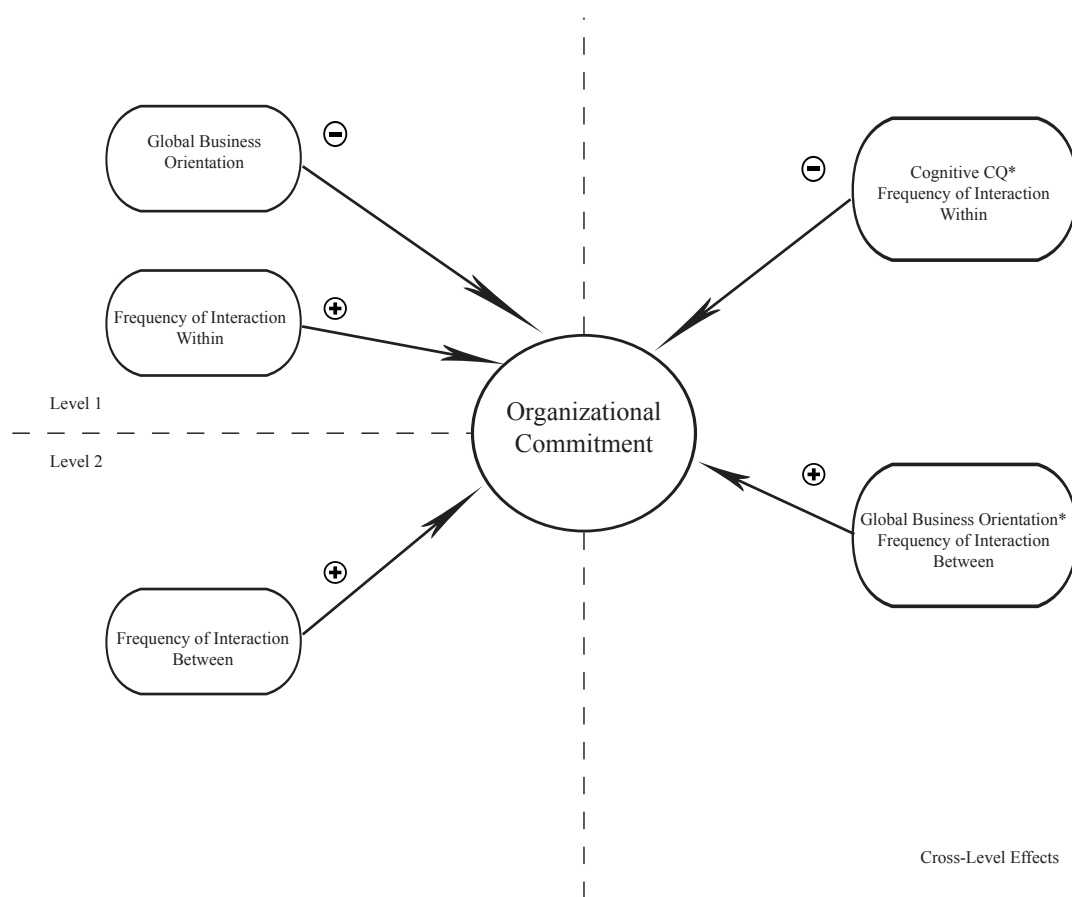 Global Business
Orientation
Frequency of Interaction
Within
Level 1
Level 2
Frequency of Interaction
Between
Organizational
Commitment
Cognitive CQ*
Frequency of Interaction
Within
Global Business Orientation*
Frequency of Interaction
Between
Cross-Level Effects